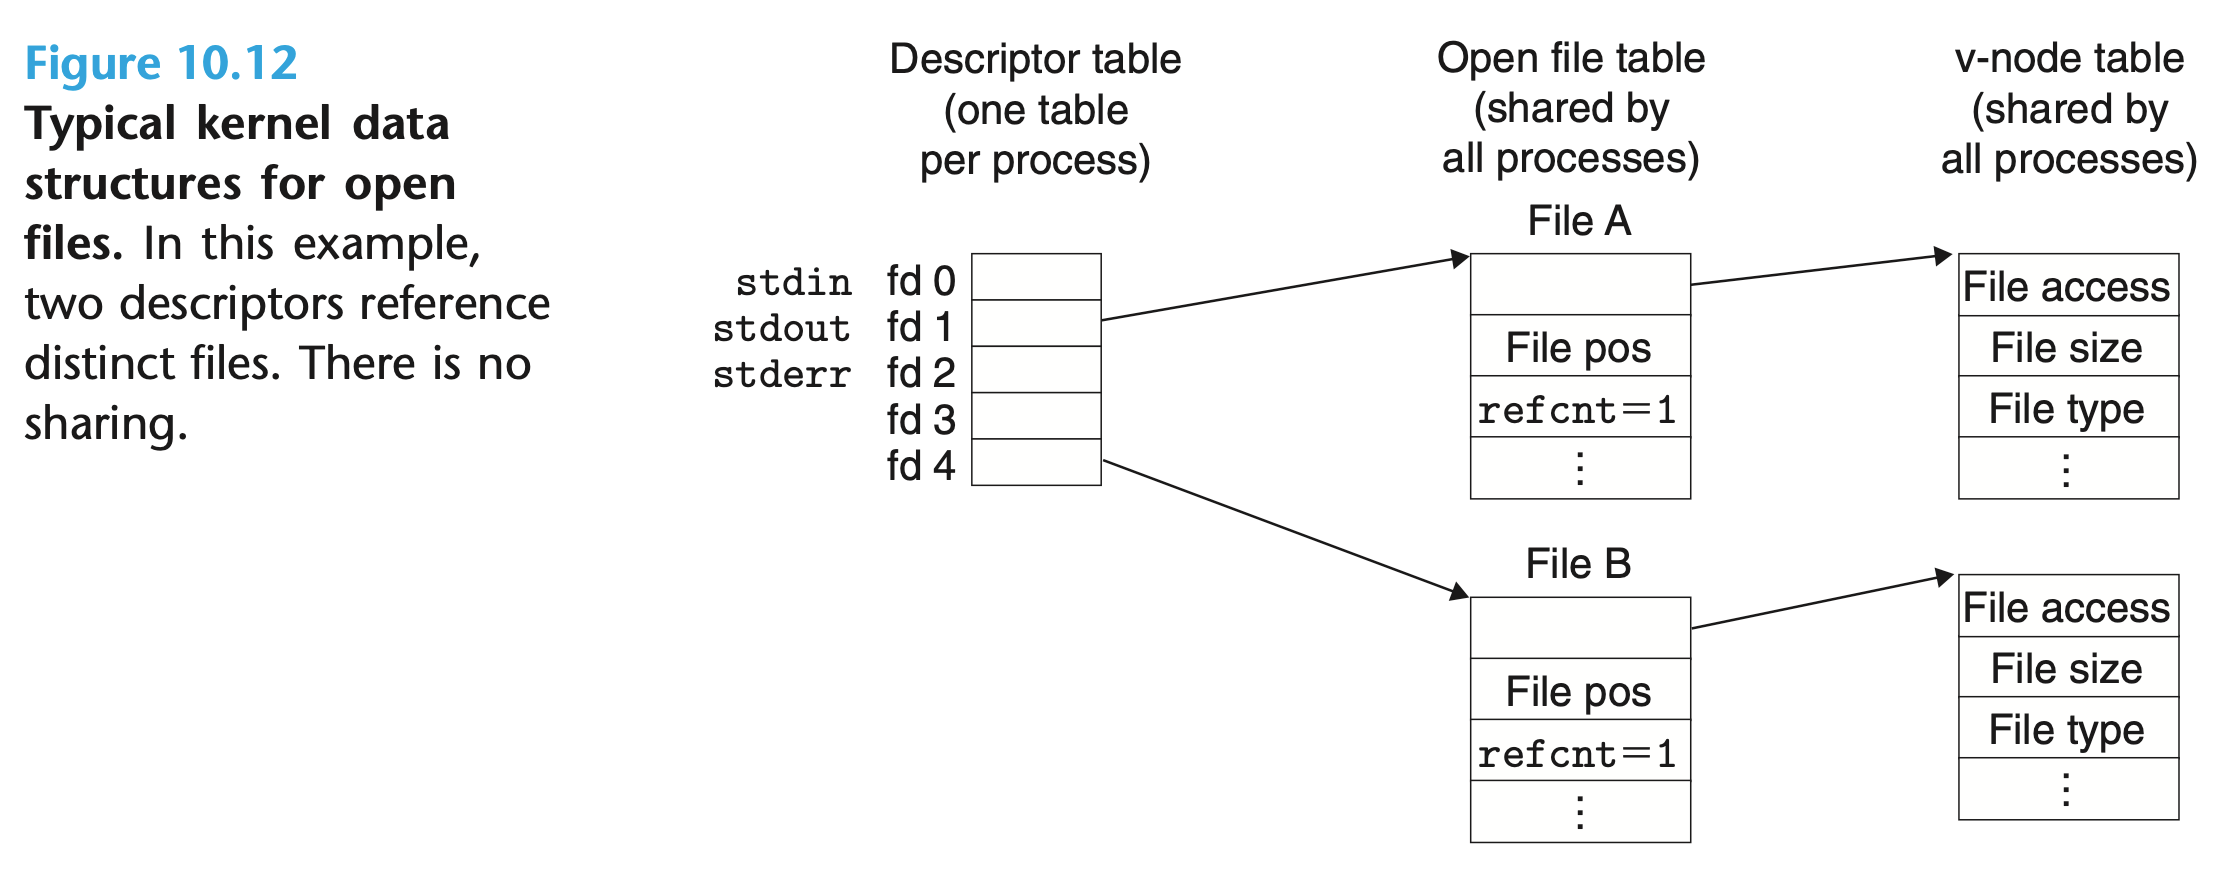 Figure 10.12
Typical kernel data
structures for open
files. In this example,
two descriptors reference
distinct files. There is no
sharing.
Descriptor table
(one table
per process)
Open file table
(shared by
all processes)
v-node table
(shared by
all processes)
stdin fd 0
stdout fd 1
stderr fd 2
fd 3
fd 4
File A
File pos
refcnt=1
⋮
File access
File size
File type
⋮
File B
File pos
refcnt=1
⋮
File access
File size
File type
⋮